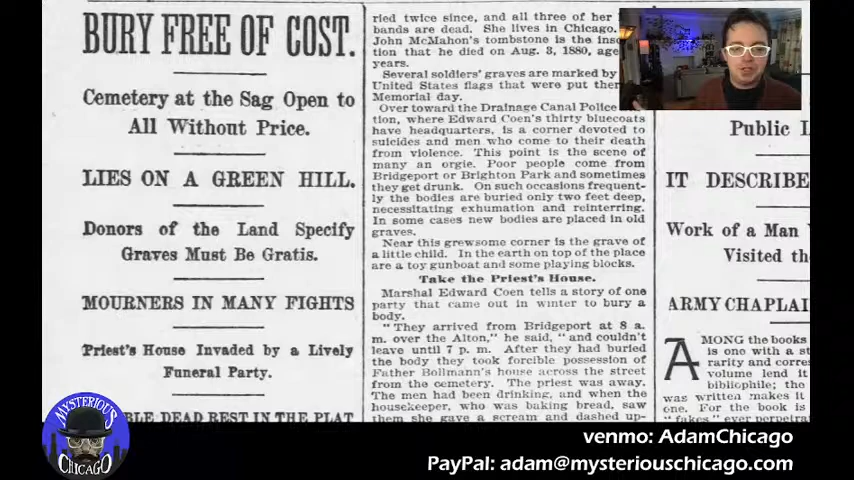 BURY FREE OF COST.
Cemetery at the Sag Open to
All Without Price.
LIES ON A GREEN HILL.
Donors of the Land Specify
Graves Must Be Gratis.
MOURNERS IN MANY FIGHTS
Priest's House Invaded by a Lively
Funeral Party.
DEAD REST IN THE PLAT
ried twice since, and all three of her
bands are dead. She lives in Chicago.
John McMahon's tombstone is the
tion that he died on Aug. 3, 1880,
years.
Several soldiers' graves are marked by
United States flags that were put
Memorial day.
Over toward the Drainage Canal Police
tion, where Edward Coen's thirty bluecoats
have headquarters, is a corner devoted to
suicides and men who come to their death
from violence. This point is the scene of
many an orgie. Poor people come from
Bridgeport or Brighton Park and sometimes
they get drunk. On such occasions frequent-
ly the bodies are buried only two feet deep,
necessitating exhumation and reinterring.
In some cases new bodies are placed in old
graves.
Near this grewsome corner is the grave of
a little child. In the earth on top of the place
are a toy gunboat and some playing blocks.
Take the Priest's House.
Marshal Edward Coen tells a story of one
party that came out in winter to bury a
body.
"They arrived from Bridgeport at 8 a.
m. over the Alton," he said, "and couldn't
leave until 7 p. m. After they had buried
the body they took forcible possession of
Father Bollmann's house across the street
from the cemetery. The priest was away.
The men had been drinking, and when the
housekeeper, who was baking bread, saw
them she gave a scream and dashed up-
Public
IT DESCRIBE
Work of a Man
Visited th
ARMY CHAPLAI
AMONG the books
is one with a st
rarity and corres
volume lend it
bibliophile; the
was written makes it
one. For the book is
"fakes" ever perpetra
MYSTERIOUS
CHICAGO
venmo: AdamChicago
PayPal: adam@mysteriouschicago.com